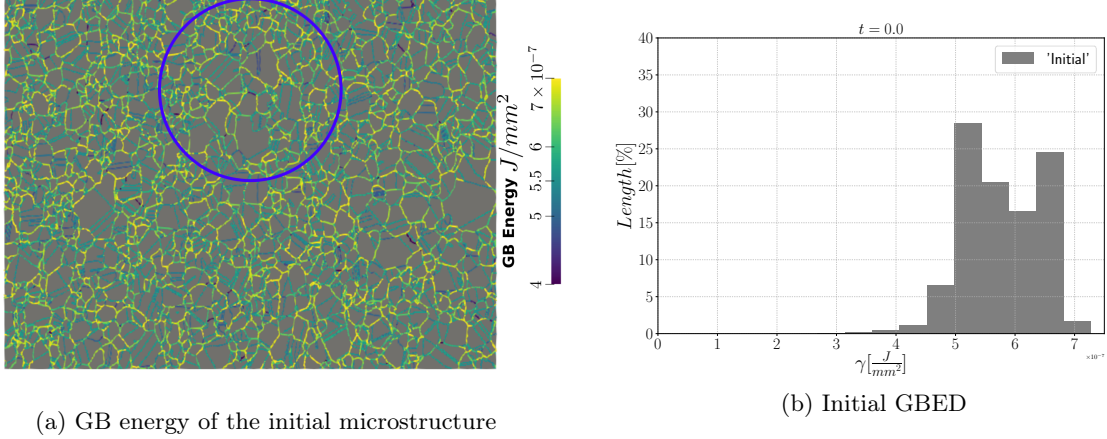 GB Energy J/mm²
7 × 10⁻⁷
6
5.5
5
4
(a) GB energy of the initial microstructure
t = 0.0
'Initial'
Length[%]
40
35
30
25
20
15
10
5
0
0 1 2 3 4 5 6 7
×10⁻⁷
γ[J/mm²]
(b) Initial GBED